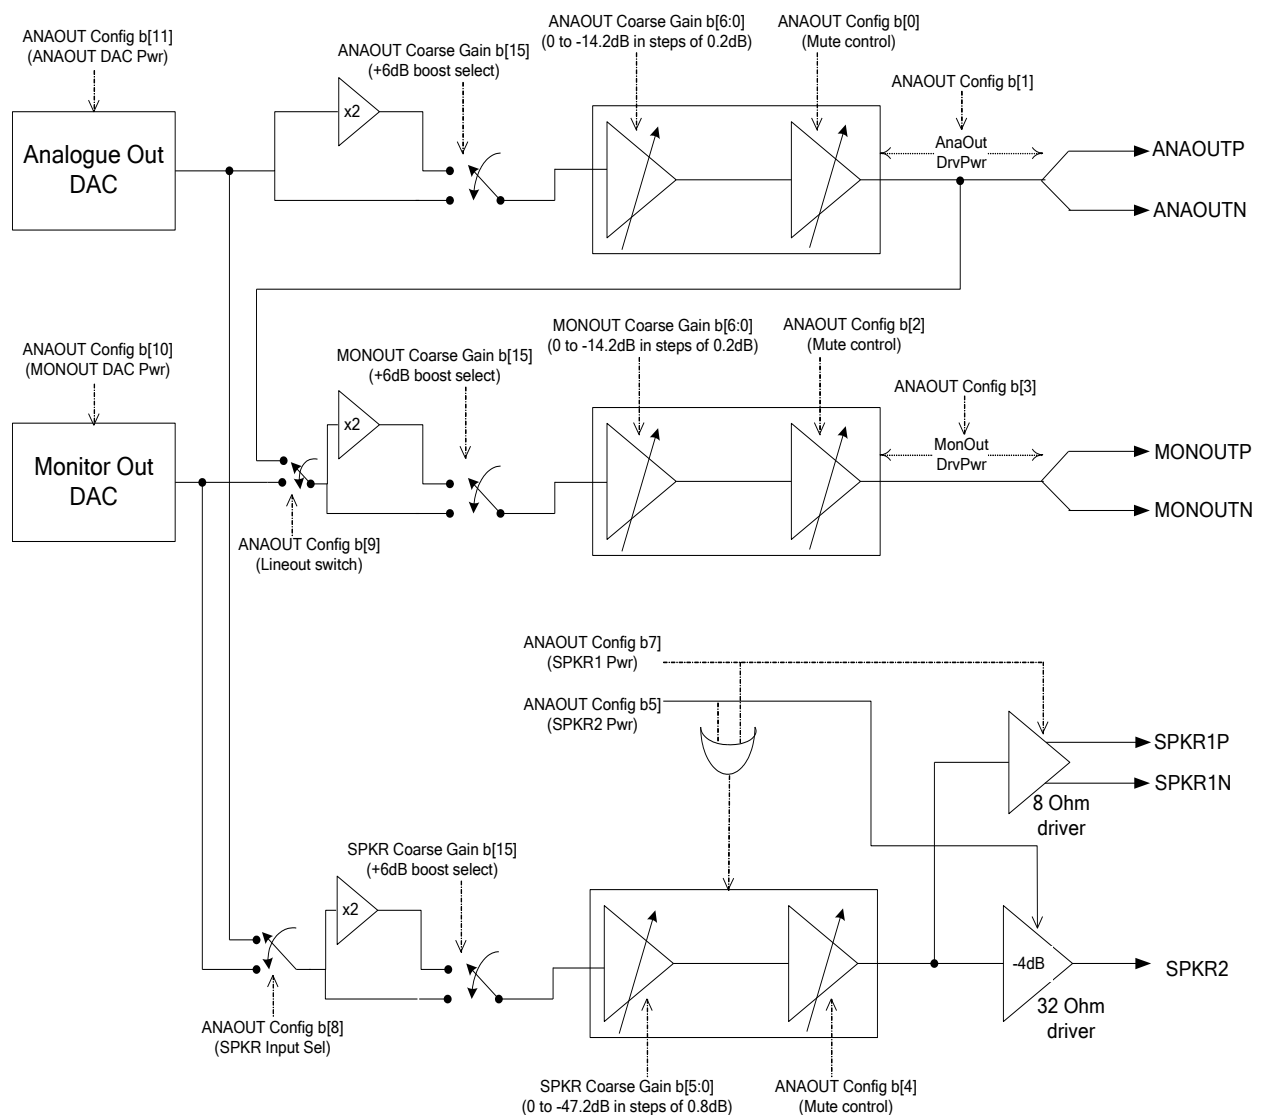 ANAOUT Config b[11]
(ANAOUT DAC Pwr)
ANAOUT Coarse Gain b[15]
(+6dB boost select)
ANAOUT Coarse Gain b[6:0]
(0 to -14.2dB in steps of 0.2dB)
ANAOUT Config b[0]
(Mute control)
ANAOUT Config b[1]
Analogue Out
DAC
x2
AnaOut
DrvPwr
ANAOUTP
ANAOUTN
ANAOUT Config b[10]
(MONOUT DAC Pwr)
MONOUT Coarse Gain b[15]
(+6dB boost select)
MONOUT Coarse Gain b[6:0]
(0 to -14.2dB in steps of 0.2dB)
ANAOUT Config b[2]
(Mute control)
ANAOUT Config b[3]
Monitor Out
DAC
x2
MonOut
DrvPwr
MONOUTP
MONOUTN
ANAOUT Config b[9]
(Lineout switch)
ANAOUT Config b7]
(SPKR1 Pwr)
ANAOUT Config b5]
(SPKR2 Pwr)
SPKR1P
SPKR1N
8 Ohm
driver
SPKR Coarse Gain b[15]
(+6dB boost select)
x2
-4dB
SPKR2
32 Ohm
driver
ANAOUT Config b[8]
(SPKR Input Sel)
SPKR Coarse Gain b[5:0]
(0 to -47.2dB in steps of 0.8dB)
ANAOUT Config b[4]
(Mute control)